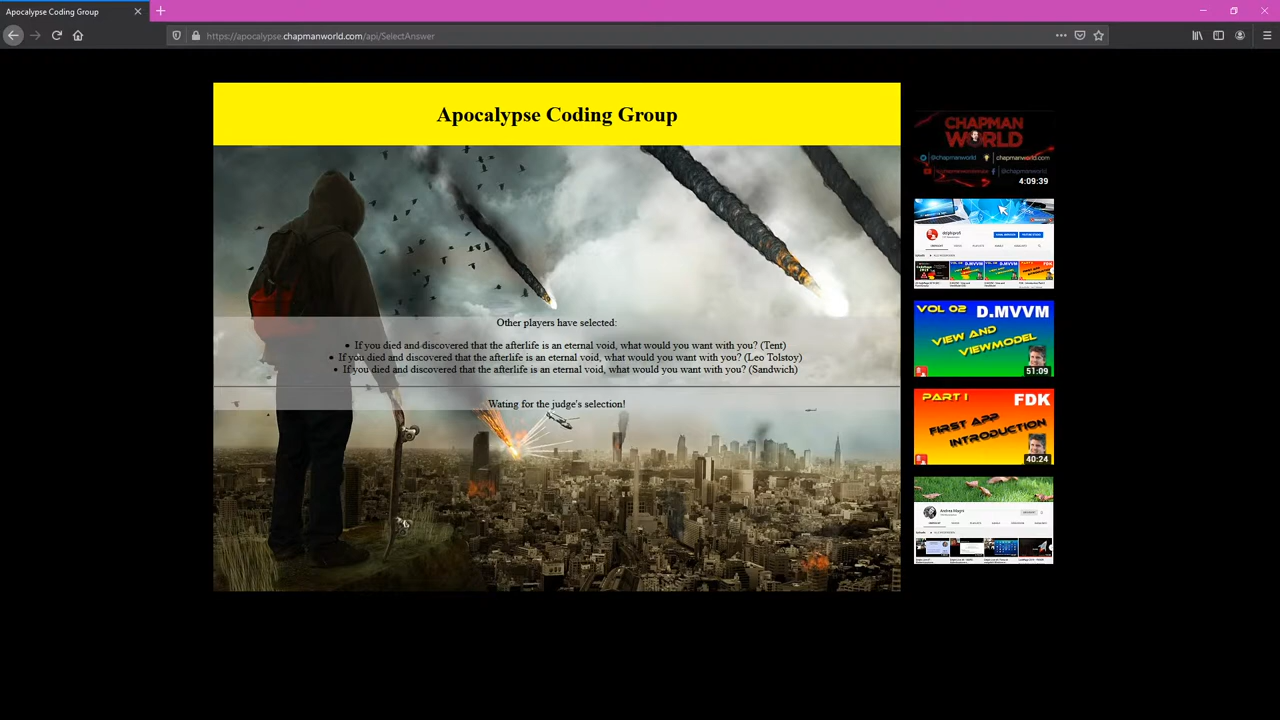 Apocalypse Coding Group
https://apocalypse.chapmanworld.com/api/SelectAnswer
Apocalypse Coding Group
Other players have selected:
• If you died and discovered that the afterlife is an eternal void, what would you want with you? (Tent)
• If you died and discovered that the afterlife is an eternal void, what would you want with you? (Leo Tolstoy)
• If you died and discovered that the afterlife is an eternal void, what would you want with you? (Sandwich)
Wating for the judge's selection!
CHAPMAN
WORLD
@chapmanworld
chapmanworld.com
4:09:39
VOL 02 D.MVVM
VIEW AND
VIEWMODEL
51:09
PART 1 FDK
FIRST APP
INTRODUCTION
40:24